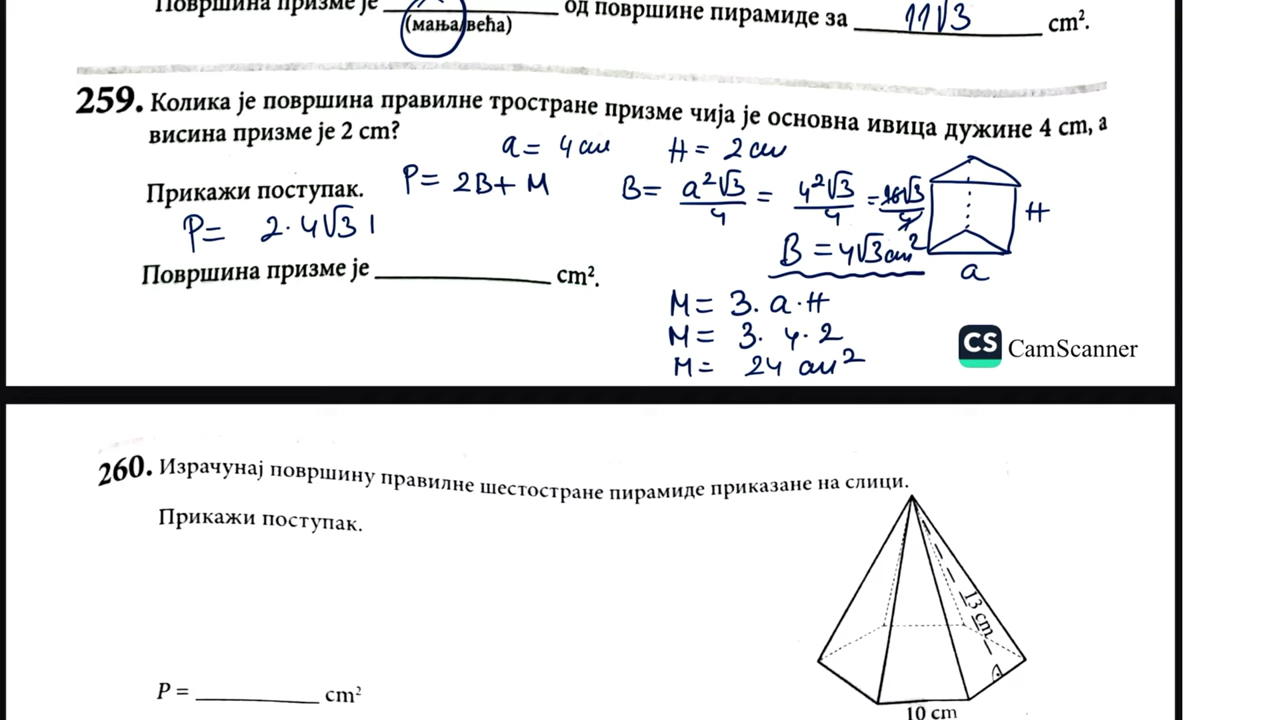 Површина призме је ____________ од површине пирамиде за 11√3 cm².
(мања/већа)
259. Колика је површина правилне тростране призме чија је основна ивица дужине 4 cm, а
висина призме је 2 cm?
a = 4 cm H = 2 cm
Прикажи поступак. P = 2B + M B = a²√3/4 = 4²√3/4 = 16√3/4
H
P = 2·4√3 +
B = 4√3 cm²
a
Површина призме је ____________ cm².
M = 3·a·H
M = 3·4·2
M = 24 cm²
CS CamScanner
260. Израчунај површину правилне шестостране пирамиде приказане на слици.
Прикажи поступак.
13 cm
P = ____________ cm²
10 cm